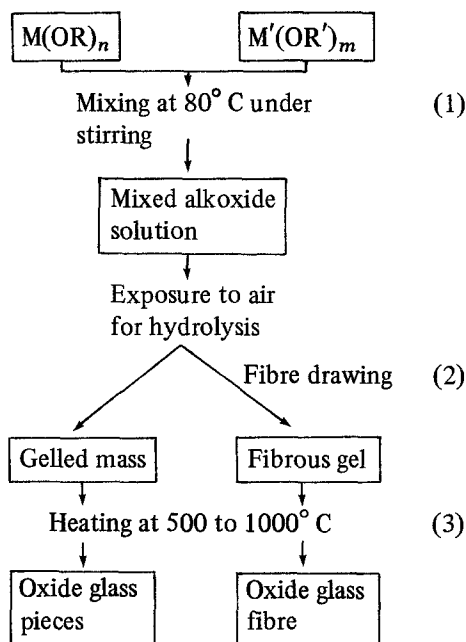 M(OR)n M′(OR′)m
Mixing at 80° C under (1)
stirring
Mixed alkoxide
solution
Exposure to air
for hydrolysis
Fibre drawing (2)
Gelled mass Fibrous gel
Heating at 500 to 1000° C (3)
Oxide glass Oxide glass
pieces fibre